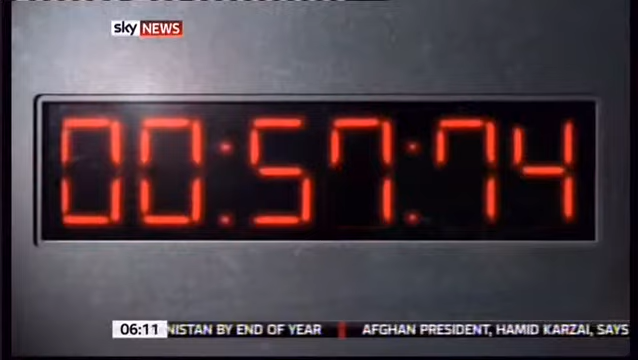 sky NEWS
00:57:74
06:11 NISTAN BY END OF YEAR AFGHAN PRESIDENT, HAMID KARZAI, SAYS